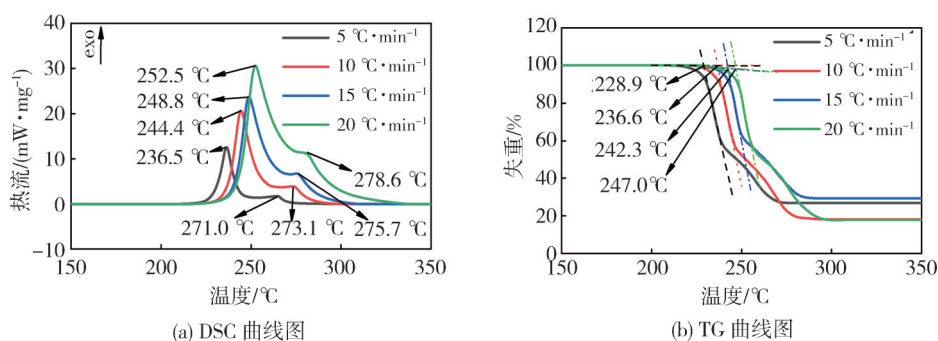 40
30
20
10
0
−10
热流/(mW·mg⁻¹)
exo
5 ℃·min⁻¹
10 ℃·min⁻¹
15 ℃·min⁻¹
20 ℃·min⁻¹
252.5 ℃
248.8 ℃
244.4 ℃
236.5 ℃
278.6 ℃
271.0 ℃
273.1 ℃
275.7 ℃
150
200
250
300
350
温度/℃
(a) DSC 曲线图
120
100
80
60
40
20
0
失重/%
5 ℃·min⁻¹
10 ℃·min⁻¹
15 ℃·min⁻¹
20 ℃·min⁻¹
228.9 ℃
236.6 ℃
242.3 ℃
247.0℃
150
200
250
300
350
温度/℃
(b) TG 曲线图